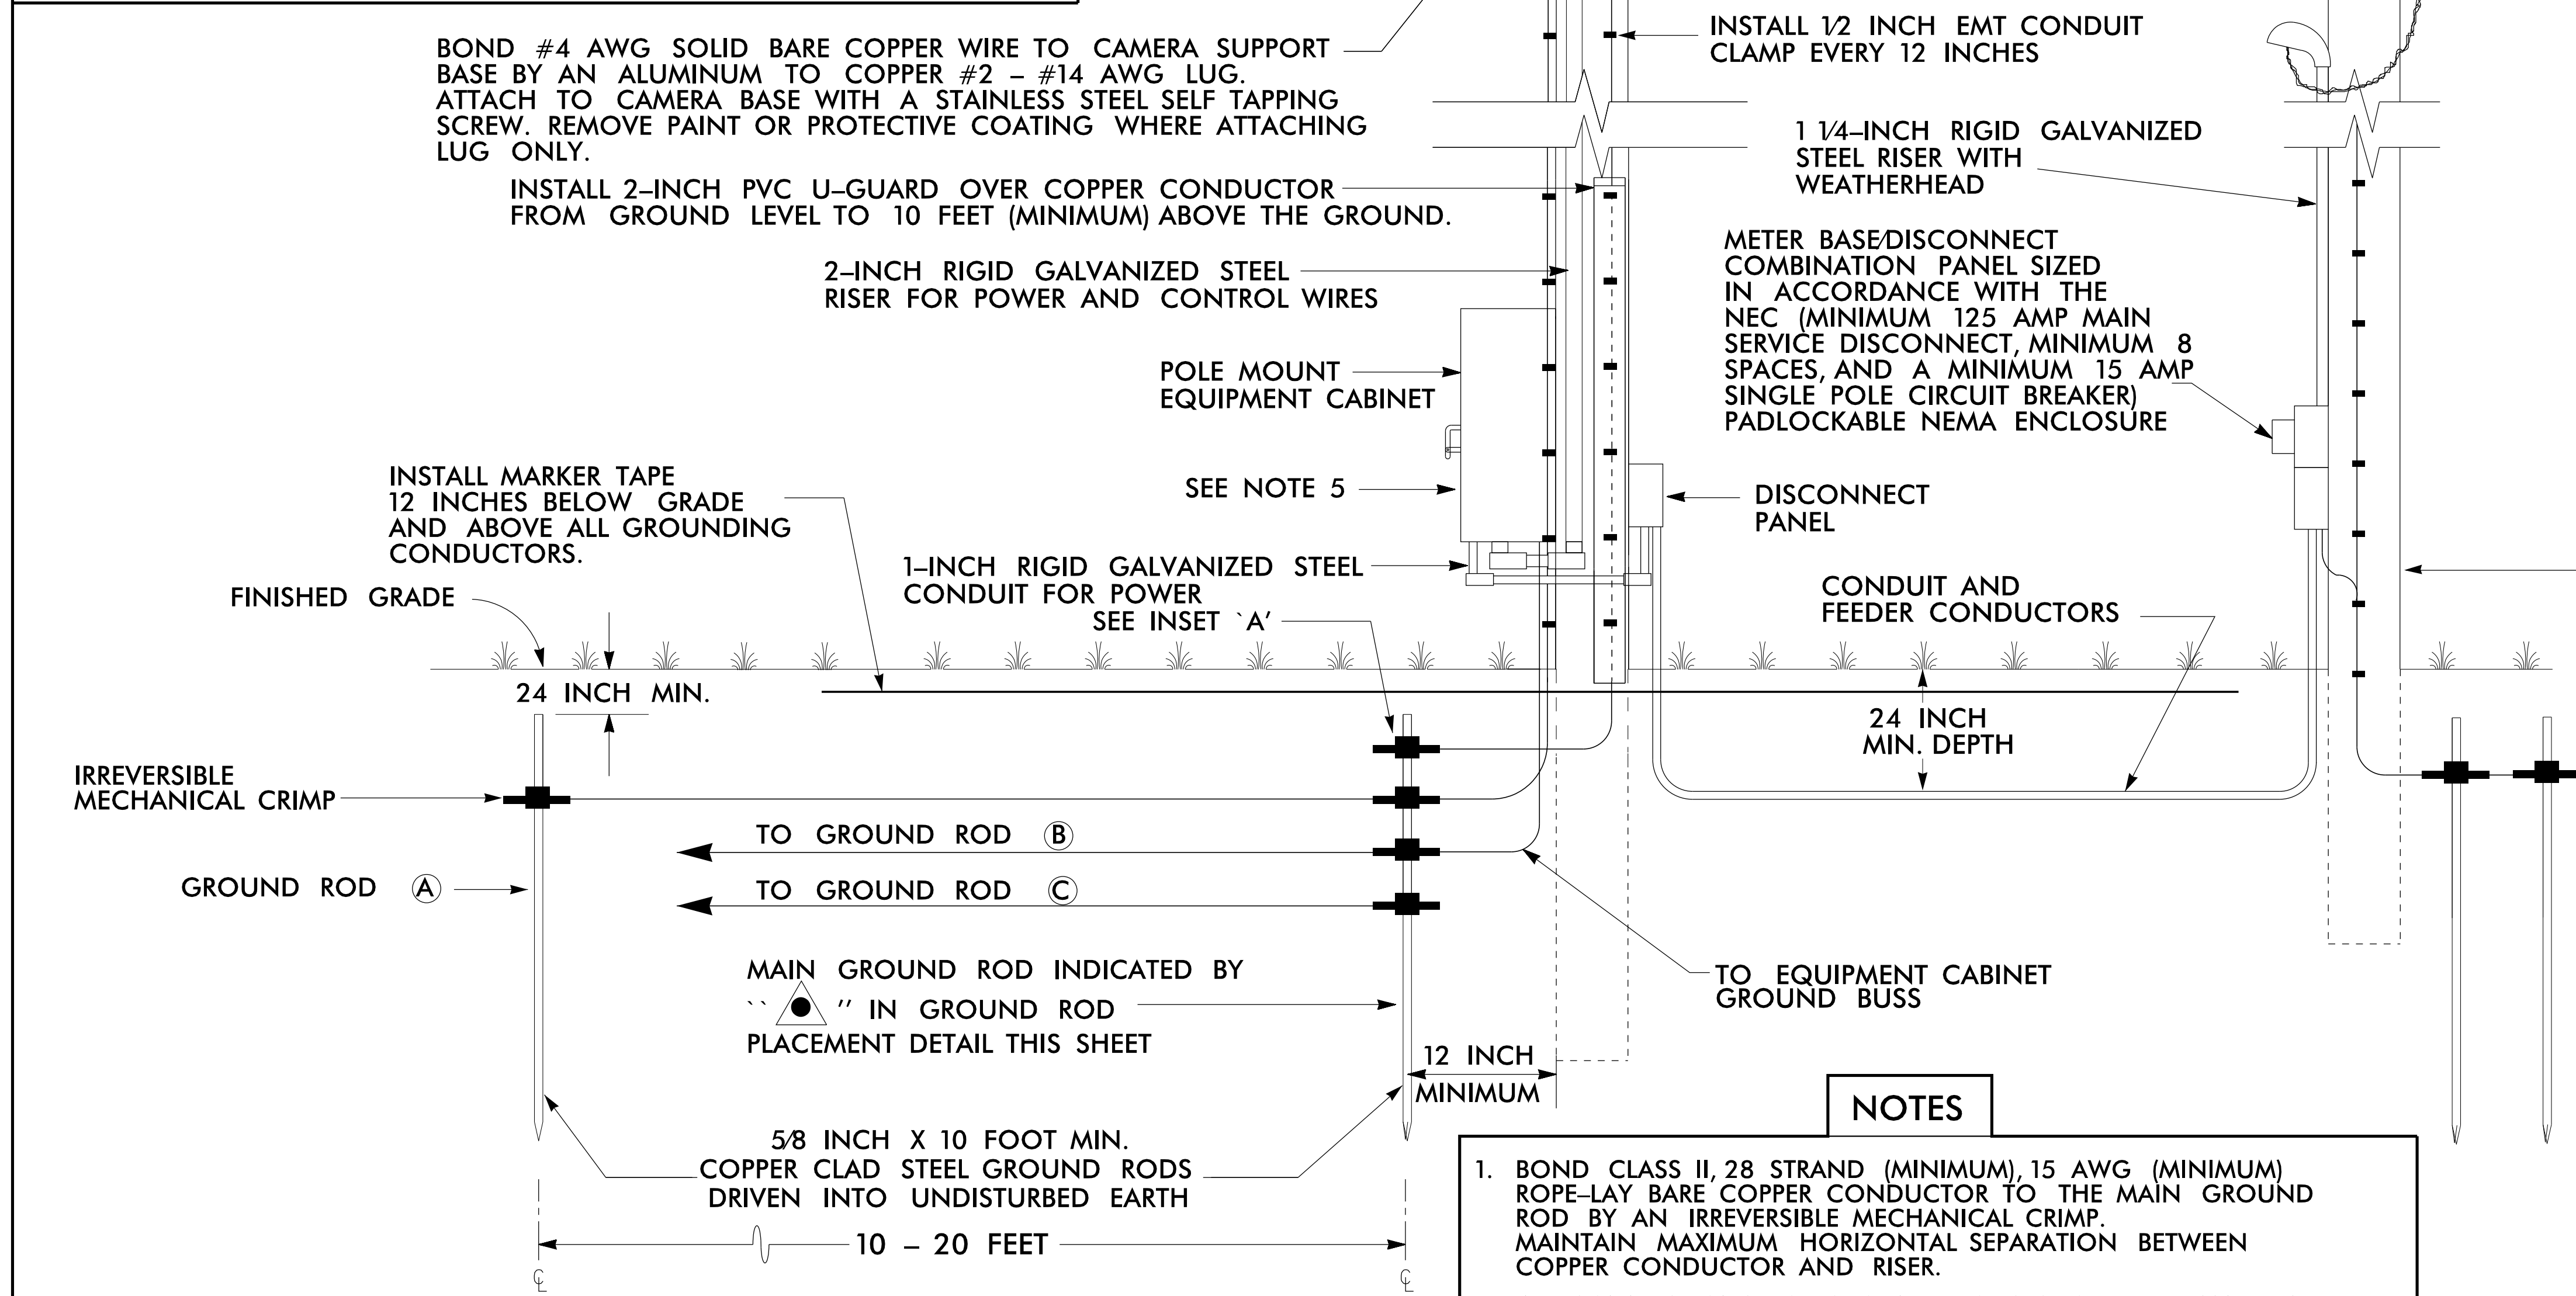 BOND #4 AWG SOLID BARE COPPER WIRE TO CAMERA SUPPORT
BASE BY AN ALUMINUM TO COPPER #2 – #14 AWG LUG.
ATTACH TO CAMERA BASE WITH A STAINLESS STEEL SELF TAPPING
SCREW. REMOVE PAINT OR PROTECTIVE COATING WHERE ATTACHING
LUG ONLY.
INSTALL 1/2 INCH EMT CONDUIT
CLAMP EVERY 12 INCHES
1 1/4–INCH RIGID GALVANIZED
STEEL RISER WITH
WEATHERHEAD
INSTALL 2–INCH PVC U–GUARD OVER COPPER CONDUCTOR
FROM GROUND LEVEL TO 10 FEET (MINIMUM) ABOVE THE GROUND.
2–INCH RIGID GALVANIZED STEEL
RISER FOR POWER AND CONTROL WIRES
METER BASE/DISCONNECT
COMBINATION PANEL SIZED
IN ACCORDANCE WITH THE
NEC (MINIMUM 125 AMP MAIN
SERVICE DISCONNECT, MINIMUM 8
SPACES, AND A MINIMUM 15 AMP
SINGLE POLE CIRCUIT BREAKER)
PADLOCKABLE NEMA ENCLOSURE
POLE MOUNT
EQUIPMENT CABINET
SEE NOTE 5
DISCONNECT
PANEL
INSTALL MARKER TAPE
12 INCHES BELOW GRADE
AND ABOVE ALL GROUNDING
CONDUCTORS.
1–INCH RIGID GALVANIZED STEEL
CONDUIT FOR POWER
SEE INSET `A'
FINISHED GRADE
CONDUIT AND
FEEDER CONDUCTORS
24 INCH MIN.
24 INCH
MIN. DEPTH
IRREVERSIBLE
MECHANICAL CRIMP
TO GROUND ROD B
GROUND ROD A
TO GROUND ROD C
MAIN GROUND ROD INDICATED BY
`` '' IN GROUND ROD
PLACEMENT DETAIL THIS SHEET
TO EQUIPMENT CABINET
GROUND BUSS
12 INCH
MINIMUM
5/8 INCH X 10 FOOT MIN.
COPPER CLAD STEEL GROUND RODS
DRIVEN INTO UNDISTURBED EARTH
10 – 20 FEET
℄
℄
NOTES
1. BOND CLASS II, 28 STRAND (MINIMUM), 15 AWG (MINIMUM)
ROPE–LAY BARE COPPER CONDUCTOR TO THE MAIN GROUND
ROD BY AN IRREVERSIBLE MECHANICAL CRIMP.
MAINTAIN MAXIMUM HORIZONTAL SEPARATION BETWEEN
COPPER CONDUCTOR AND RISER.